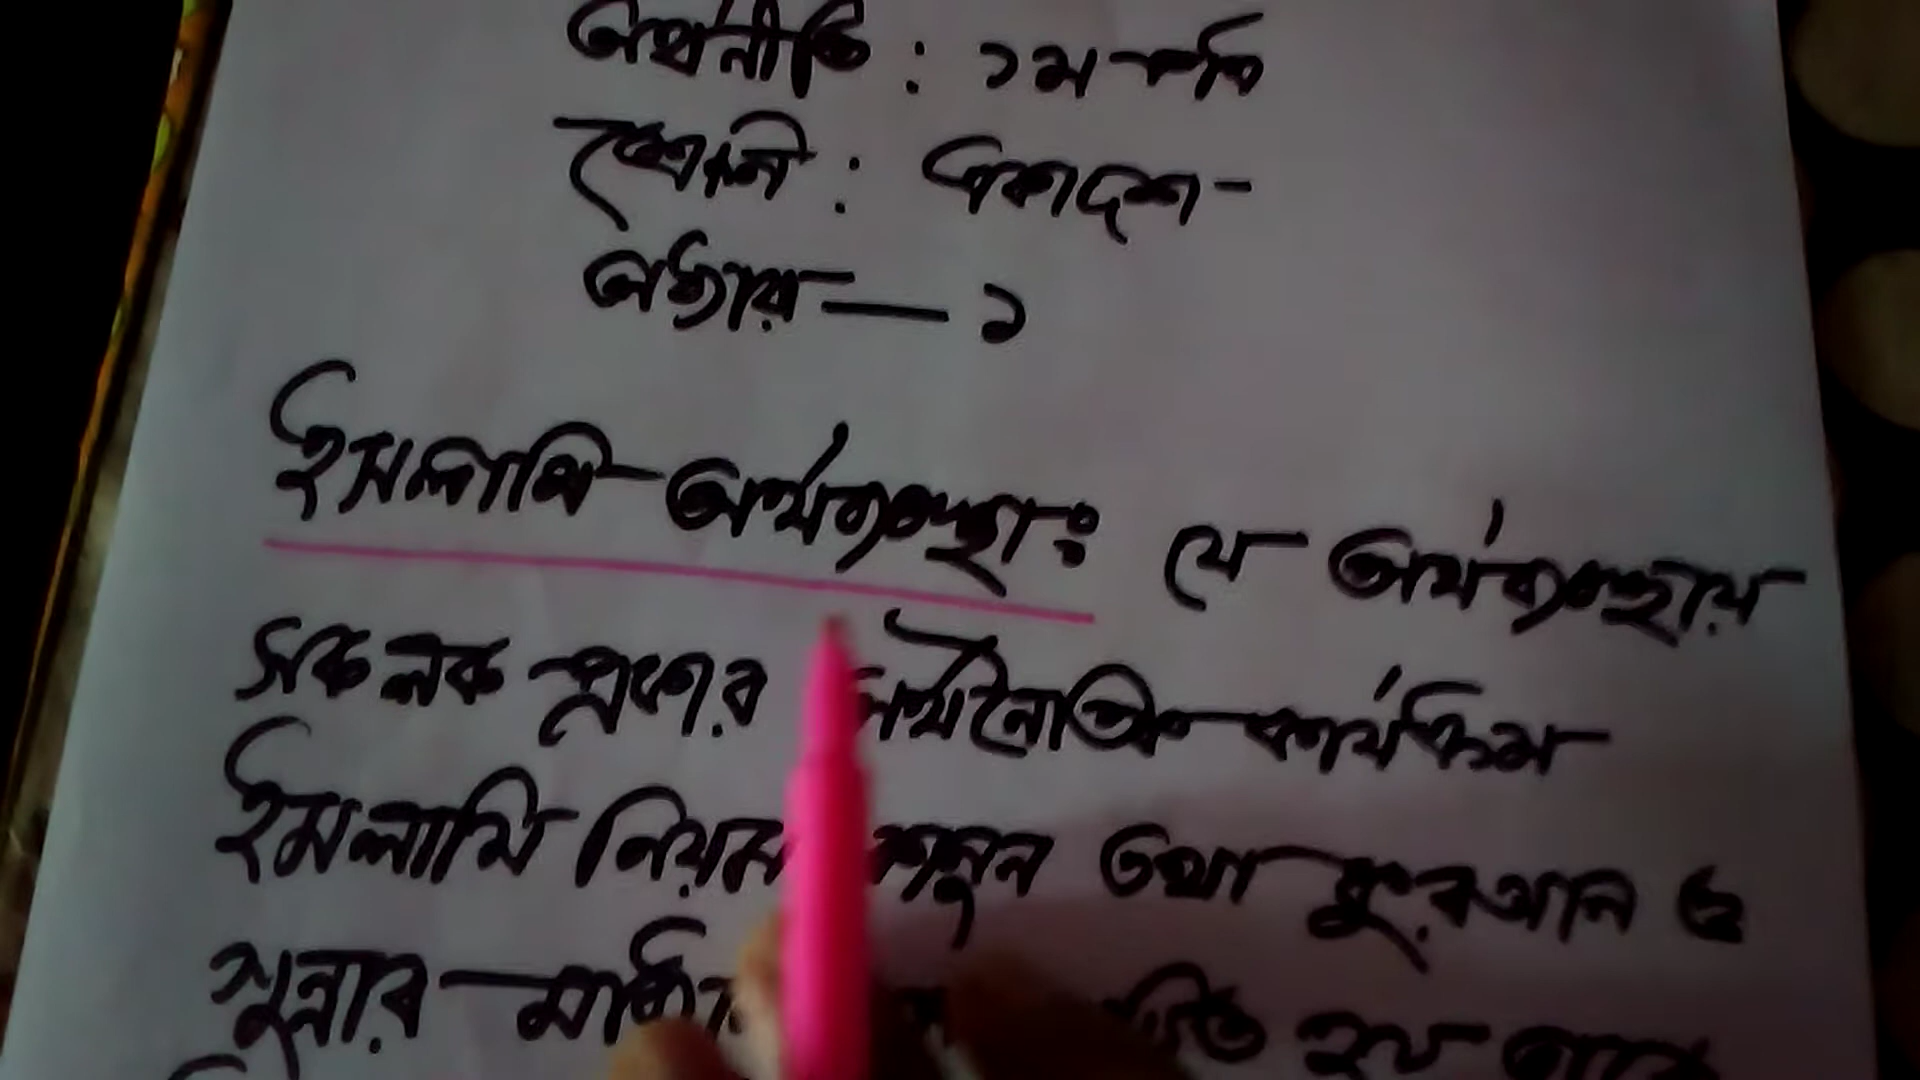 অর্থনীতি : ১ম পত্র
শ্রেণি : একাদশ
অধ্যায় — ১
ইসলামি অর্থব্যবস্থাঃ যে অর্থব্যবস্থায়
সকল প্রকার অর্থনৈতিক কার্যক্রম
ইসলামি নিয়ম কানুন তথা কুরআন ও
সুন্নার হয় তাকে